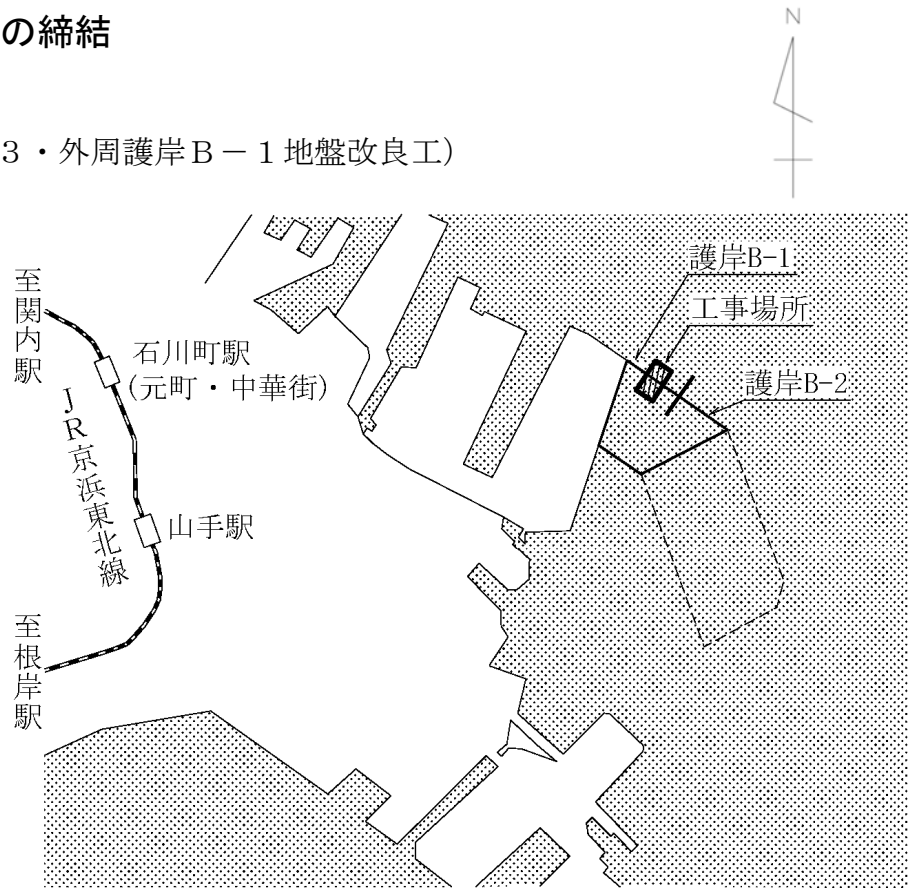 の締結
N
3・外周護岸B－1地盤改良工)
護岸B-1
工事場所
護岸B-2
至関内駅
石川町駅
(元町・中華街)
JR京浜東北線
山手駅
至根岸駅